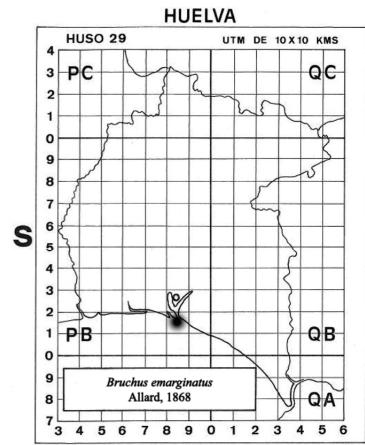 HUELVA
HUSO 29 UTM DE 10 X 10 KMS
4
3 PC QC
2
1
0
9
8
7
6
S
5
4
3
2
1 PB QB
0
9
8 QA
7
Bruchus emarginatus
Allard, 1868
3 4 5 6 7 8 9 0 1 2 3 4 5 6